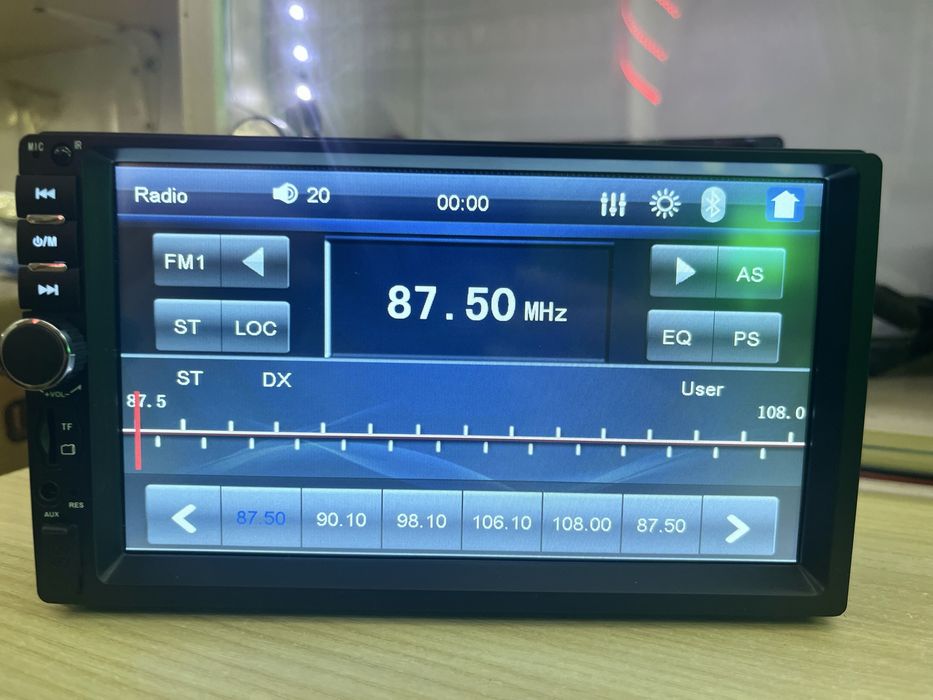 MIC IR
Radio 20 00:00
FM1 AS
87.50 MHz
ST LOC EQ PS
ST DX User
87.5 108.0
87.50 90.10 98.10 106.10 108.00 87.50
⏻/M
+VOL-
TF
AUX RES